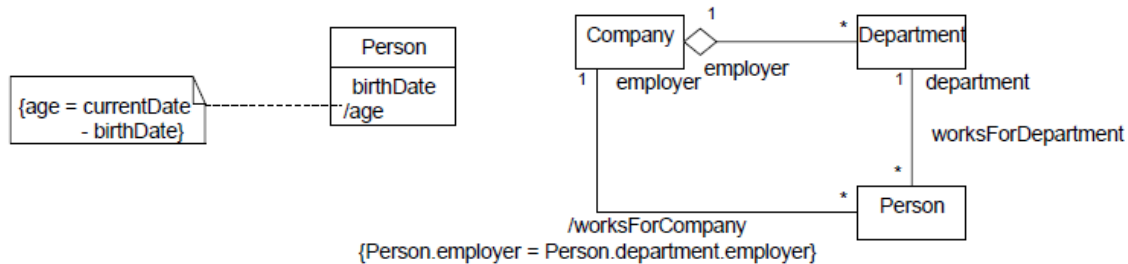 Person
birthDate
/age
{age = currentDate
- birthDate}
Company
1
employer
*
Department
1
employer
1
department
worksForDepartment
*
*
Person
/worksForCompany
{Person.employer = Person.department.employer}